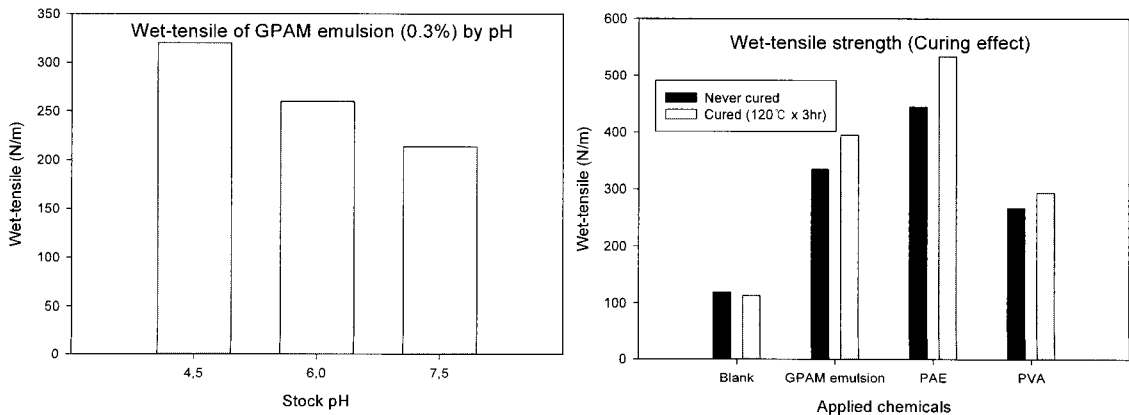 Wet-tensile of GPAM emulsion (0.3%) by pH
Wet-tensile (N/m)
350
300
250
200
150
100
50
0
4,5
6,0
7,5
Stock pH
Wet-tensile strength (Curing effect)
Never cured
Cured (120℃ x 3hr)
Wet-tensile (N/m)
600
500
400
300
200
100
0
Blank
GPAM emulsion
PAE
PVA
Applied chemicals